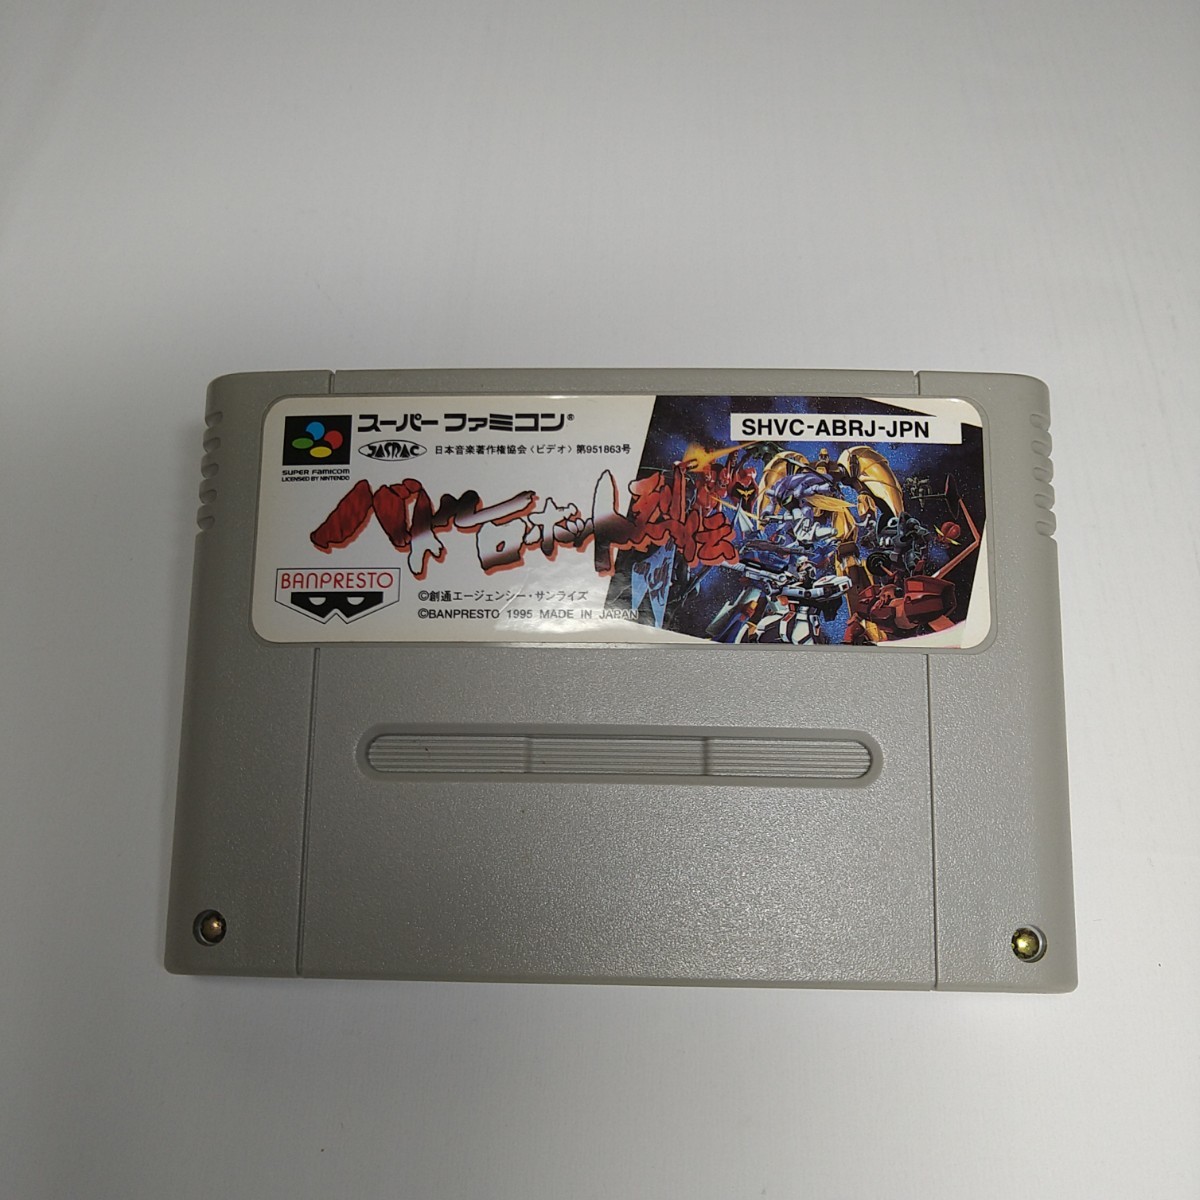 スーパーファミコン®
SUPER FAMICOM
LICENSED BY NINTENDO
JASRAC
日本音楽著作権協会〈ビデオ〉第951863号
SHVC-ABRJ-JPN
バトルロボット烈伝
BANPRESTO
©創通エージェンシー・サンライズ
©BANPRESTO 1995 MADE IN JAPAN